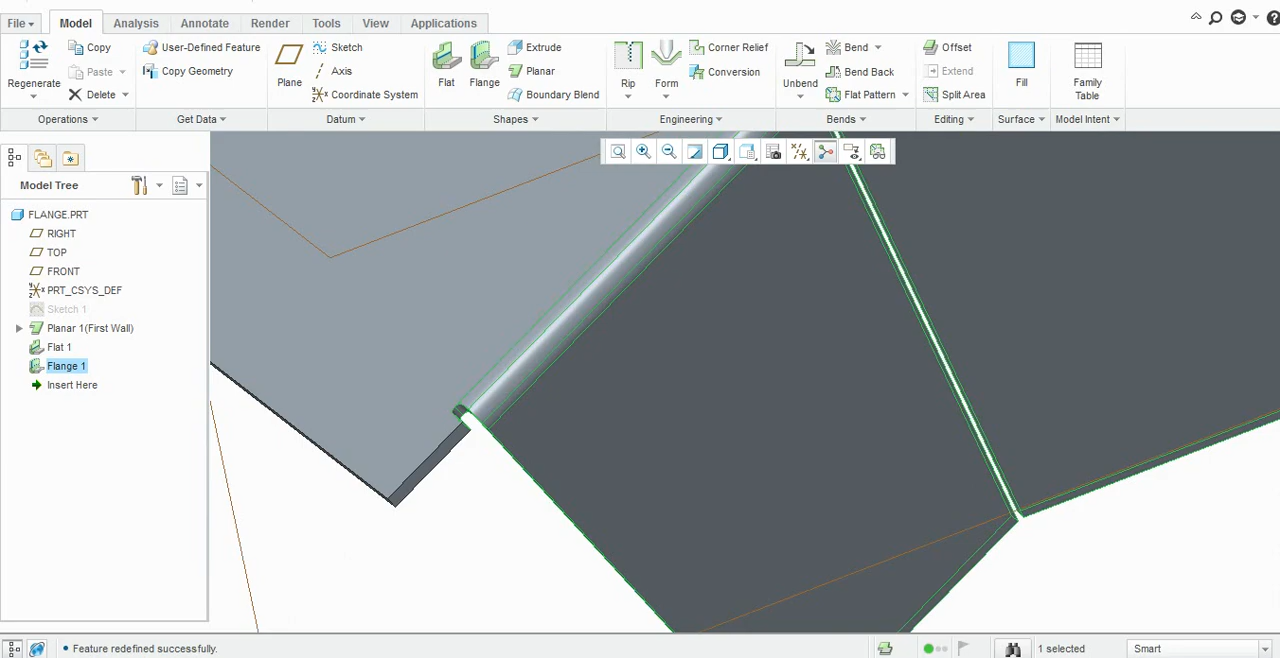 File Model Analysis Annotate Render Tools View Applications
Regenerate
Copy
Paste
Delete
User-Defined Feature
Copy Geometry
Plane
Sketch
Axis
Coordinate System
Flat
Flange
Extrude
Planar
Boundary Blend
Rip
Form
Corner Relief
Conversion
Unbend
Bend
Bend Back
Flat Pattern
Offset
Extend
Split Area
Fill
Family
Table
Operations Get Data Datum Shapes Engineering Bends Editing Surface Model Intent
Model Tree
FLANGE.PRT
RIGHT
TOP
FRONT
PRT_CSYS_DEF
Sketch 1
Planar 1(First Wall)
Flat 1
Flange 1
Insert Here
• Feature redefined successfully.
1 selected
Smart